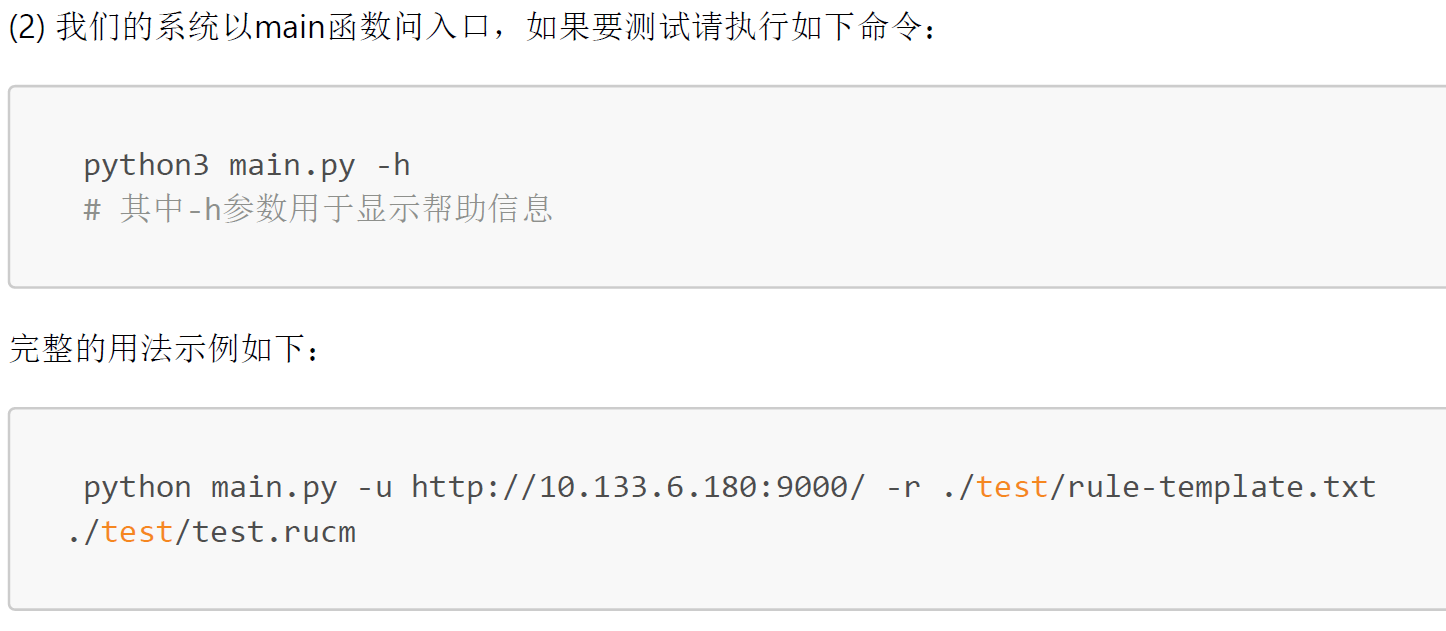 (2) 我们的系统以main函数问入口，如果要测试请执行如下命令：
python3 main.py -h
# 其中-h参数用于显示帮助信息
完整的用法示例如下：
python main.py -u http://10.133.6.180:9000/ -r ./test/rule-template.txt
./test/test.rucm